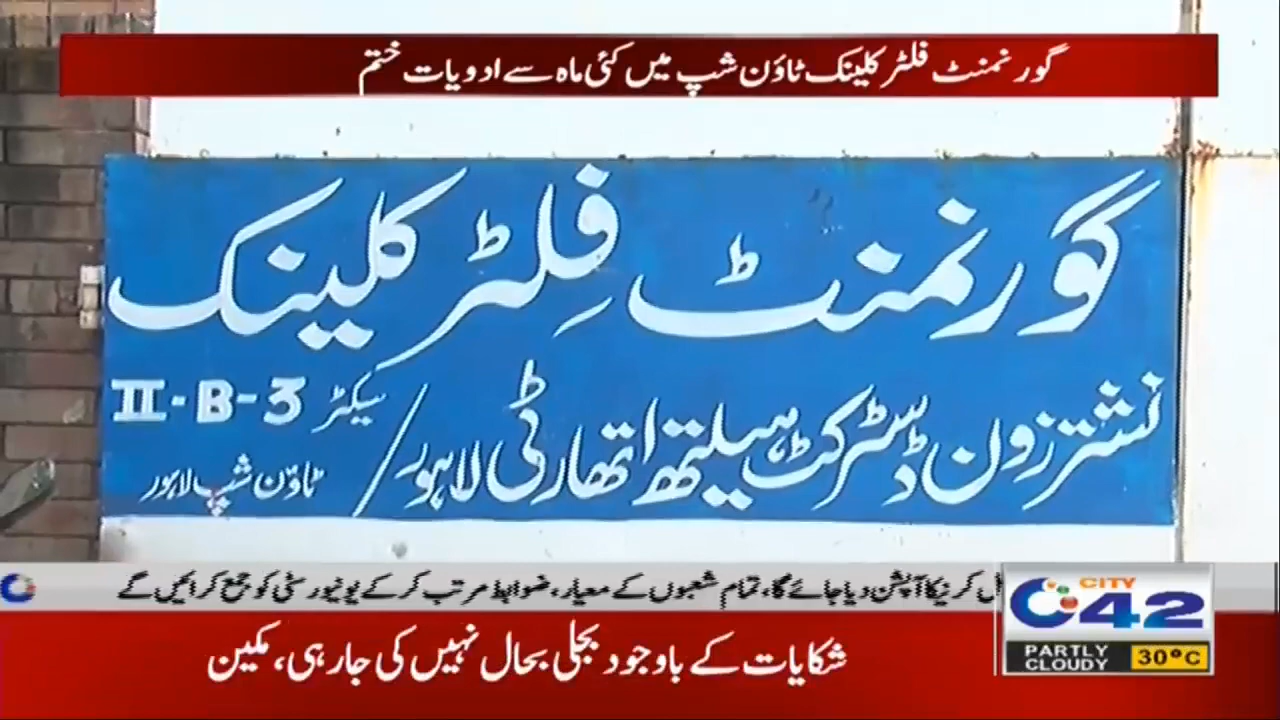 گورنمنٹ فلٹر کلینک ٹاؤن شپ میں کئی ماہ سے ادویات ختم
گورنمنٹ فِلٹر کلینک
نشتر زون ڈسٹرکٹ ہیلتھ اتھارٹی لاہور / سیکٹر II-B-3
ٹاؤن شپ لاہور
کرنیکا آپشن دیا جائے گا، تمام شعبوں کے معیار، ضوابط مرتب کر کے یونیورسٹی کو جمع کرائیں گے
شکایات کے باوجود بجلی بحال نہیں کی جا رہی، مکین
CITY
42
PARTLY CLOUDY 30°C